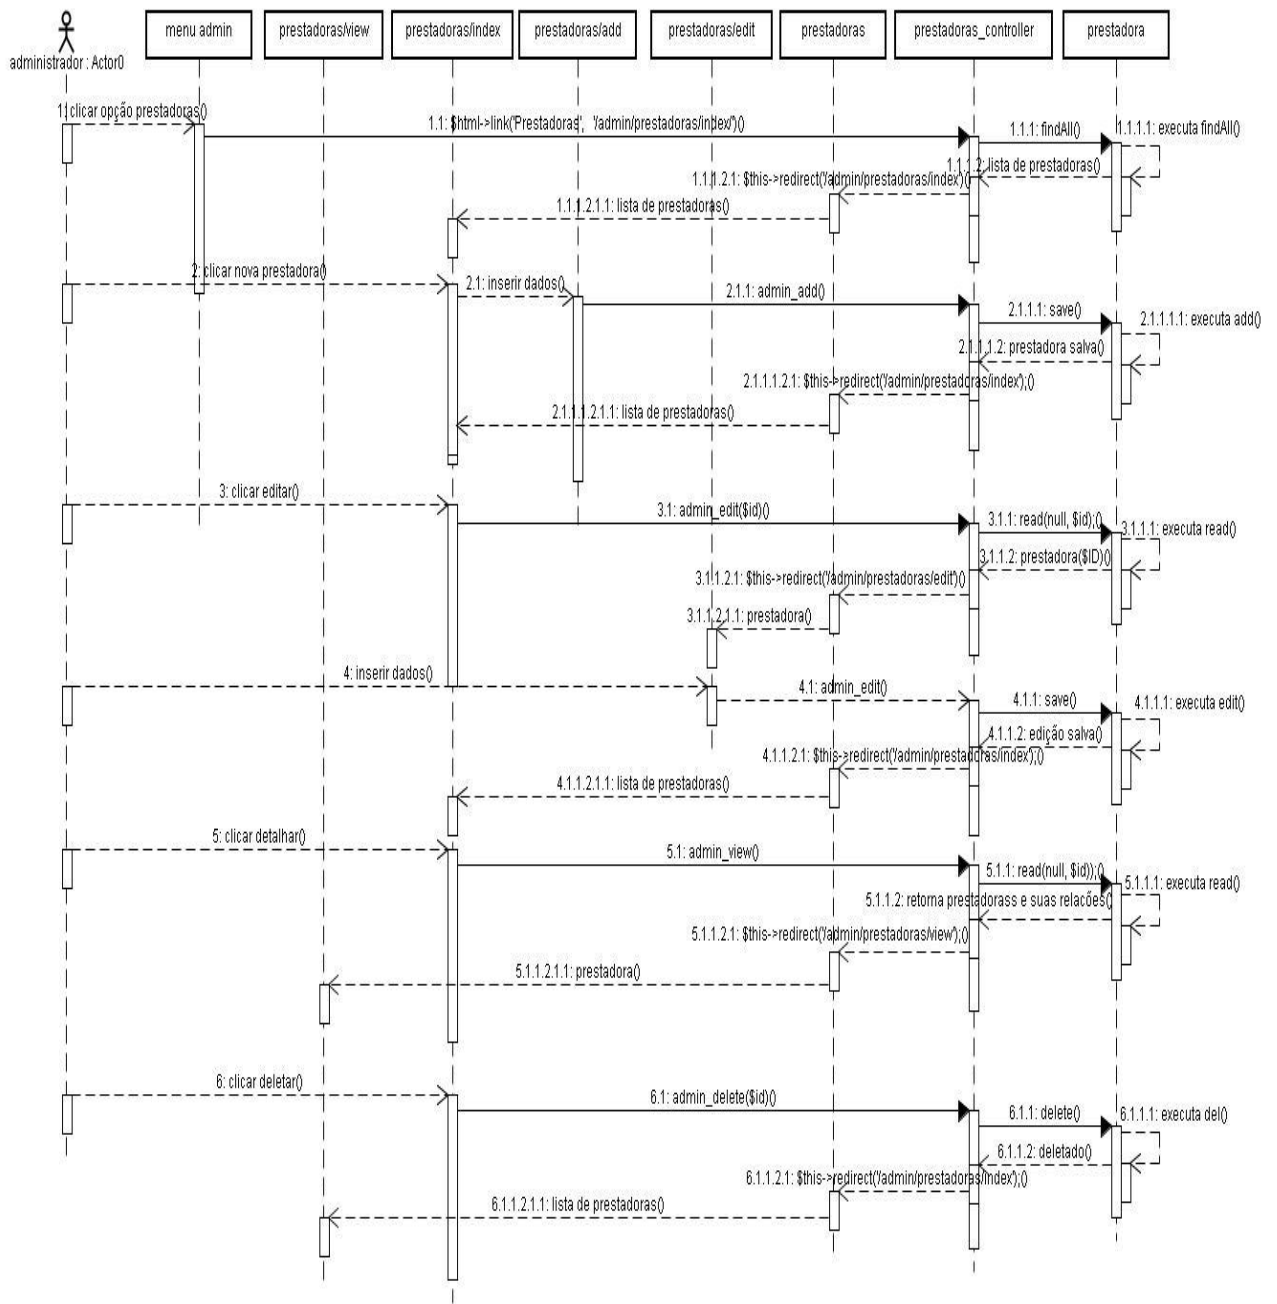 menu admin
prestadoras/view
prestadoras/index
prestadoras/add
prestadoras/edit
prestadoras
prestadoras_controller
prestadora
administrador : Actor0
1: clicar opção prestadoras()
1.1: $html->link('Prestadoras', '/admin/prestadoras/index/')()
1.1.1: findAll()
1.1.1.1: executa findAll()
1.1.1.2: lista de prestadoras()
1.1.1.2.1: $this->redirect('/admin/prestadoras/index')()
1.1.1.2.1.1: lista de prestadoras()
2: clicar nova prestadora()
2.1: inserir dados()
2.1.1: admin_add()
2.1.1.1: save()
2.1.1.1.1: executa add()
2.1.1.1.2: prestadora salva()
2.1.1.1.2.1: $this->redirect('/admin/prestadoras/index');()
2.1.1.1.2.1.1: lista de prestadoras()
3: clicar editar()
3.1: admin_edit($id)()
3.1.1: read(null, $id);()
3.1.1.1: executa read()
3.1.1.2: prestadora($ID)()
3.1.1.2.1: $this->redirect('/admin/prestadoras/edit')()
3.1.1.2.1.1: prestadora()
4: inserir dados()
4.1: admin_edit()
4.1.1: save()
4.1.1.1: executa edit()
4.1.1.2: edição salva()
4.1.1.2.1: $this->redirect('/admin/prestadoras/index');()
4.1.1.2.1.1: lista de prestadoras()
5: clicar detalhar()
5.1: admin_view()
5.1.1: read(null, $id));()
5.1.1.1: executa read()
5.1.1.2: retorna prestadorass e suas relacões()
5.1.1.2.1: $this->redirect('/admin/prestadoras/view');()
5.1.1.2.1.1: prestadora()
6: clicar deletar()
6.1: admin_delete($id)()
6.1.1: delete()
6.1.1.1: executa del()
6.1.1.2: deletado()
6.1.1.2.1: $this->redirect('/admin/prestadoras/index');()
6.1.1.2.1.1: lista de prestadoras()